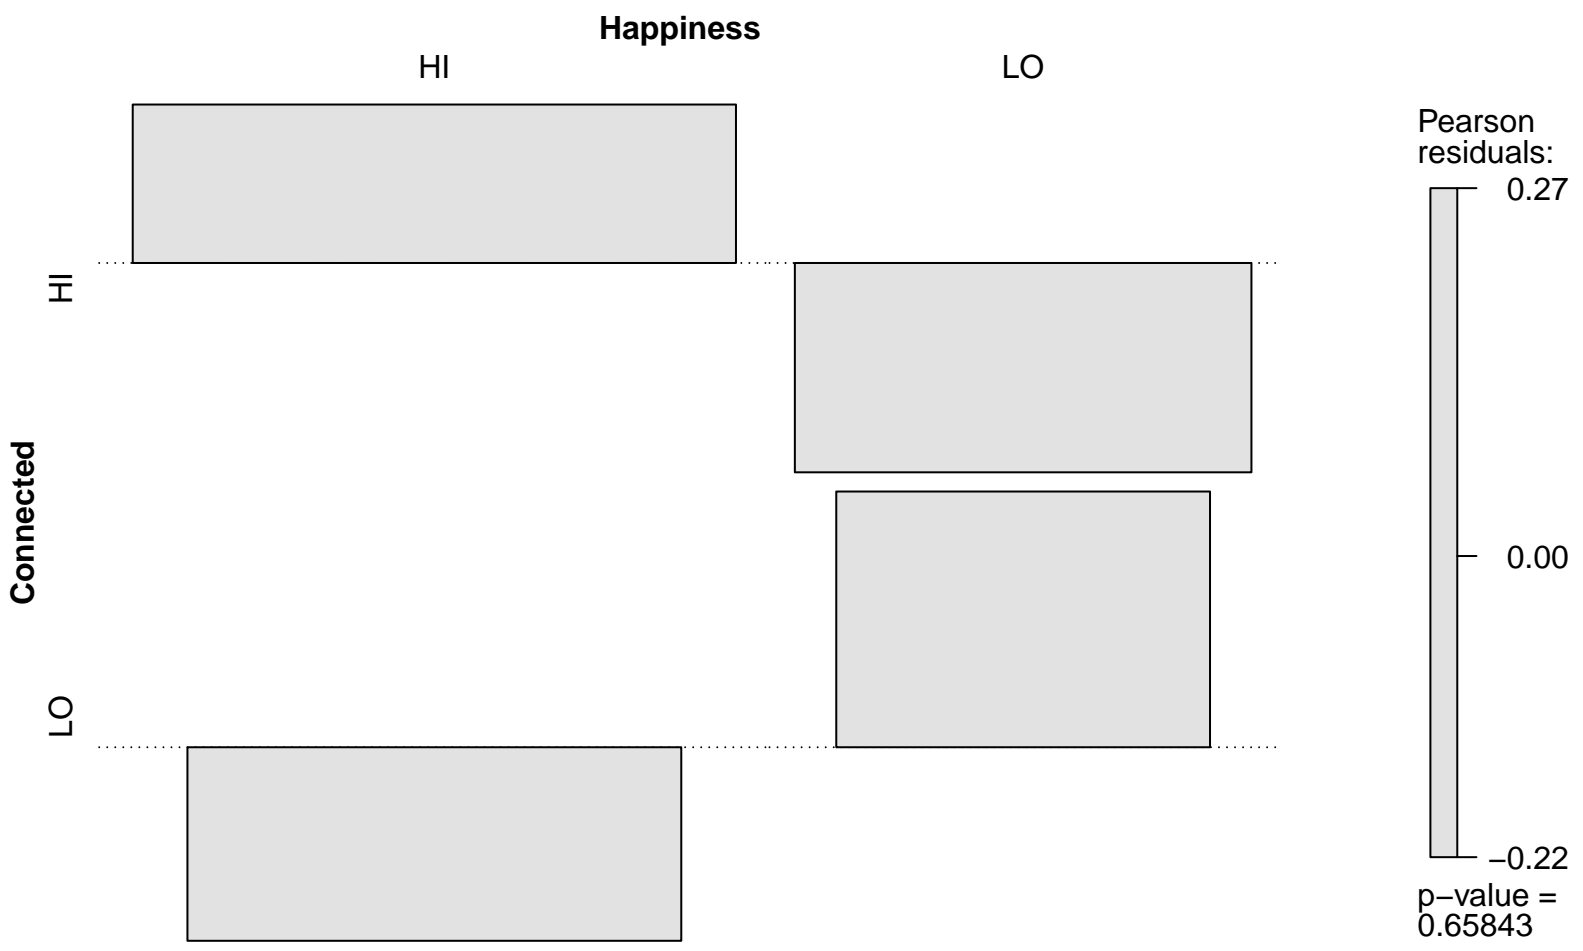 Happiness
HI
LO
Connected
HI
LO
Pearson
residuals:
0.27
0.00
−0.22
p−value =
0.65843